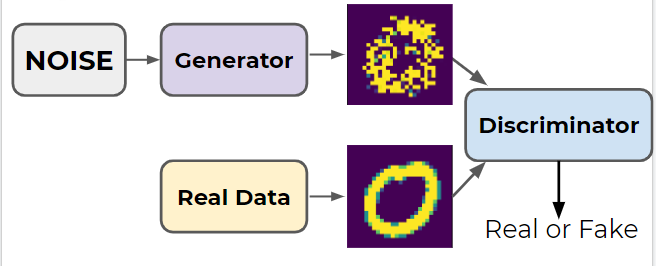 NOISE
Generator
Discriminator
Real Data
Real or Fake